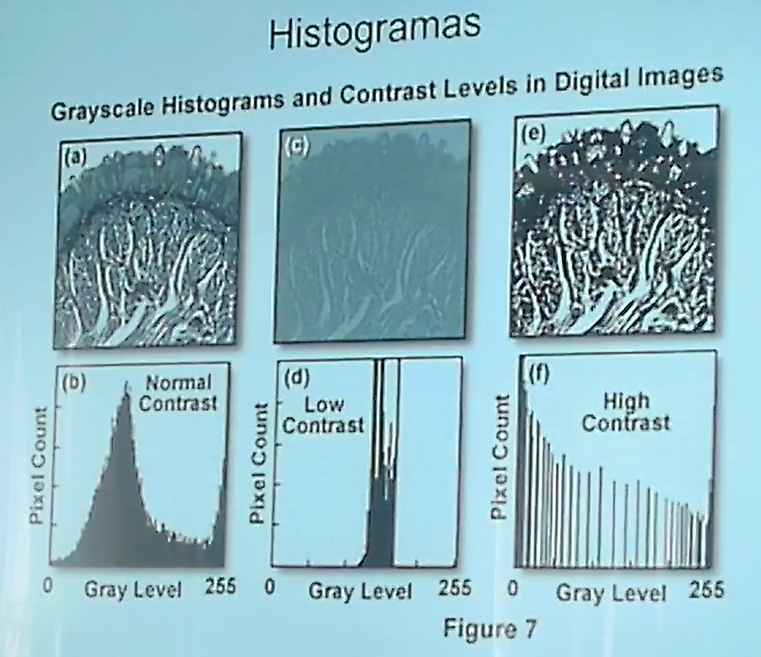 Histogramas
Grayscale Histograms and Contrast Levels in Digital Images
(a)
(c)
(e)
(b)
Normal
Contrast
Pixel Count
0
Gray Level
255
(d)
Low
Contrast
Pixel Count
0
Gray Level
255
(f)
High
Contrast
Pixel Count
0
Gray Level
255
Figure 7